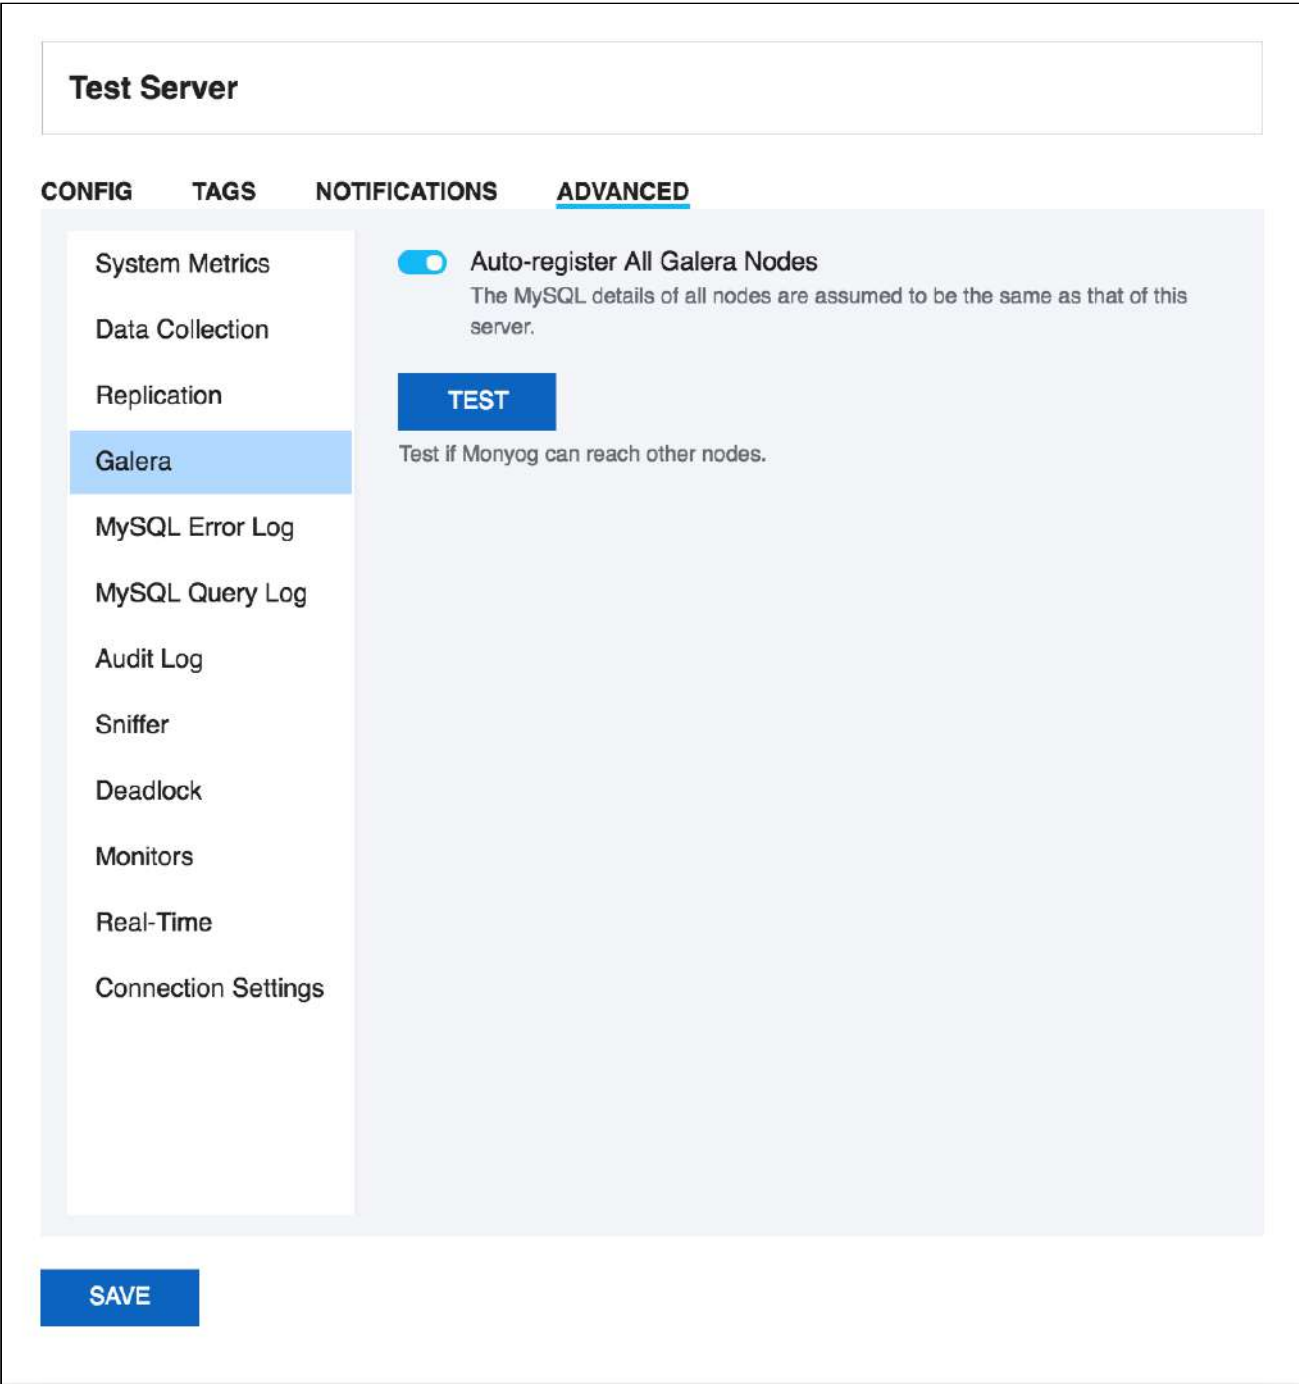 Test Server
CONFIG TAGS NOTIFICATIONS ADVANCED
System Metrics
Data Collection
Replication
Galera
MySQL Error Log
MySQL Query Log
Audit Log
Sniffer
Deadlock
Monitors
Real-Time
Connection Settings
Auto-register All Galera Nodes
The MySQL details of all nodes are assumed to be the same as that of this
server.
TEST
Test if Monyog can reach other nodes.
SAVE